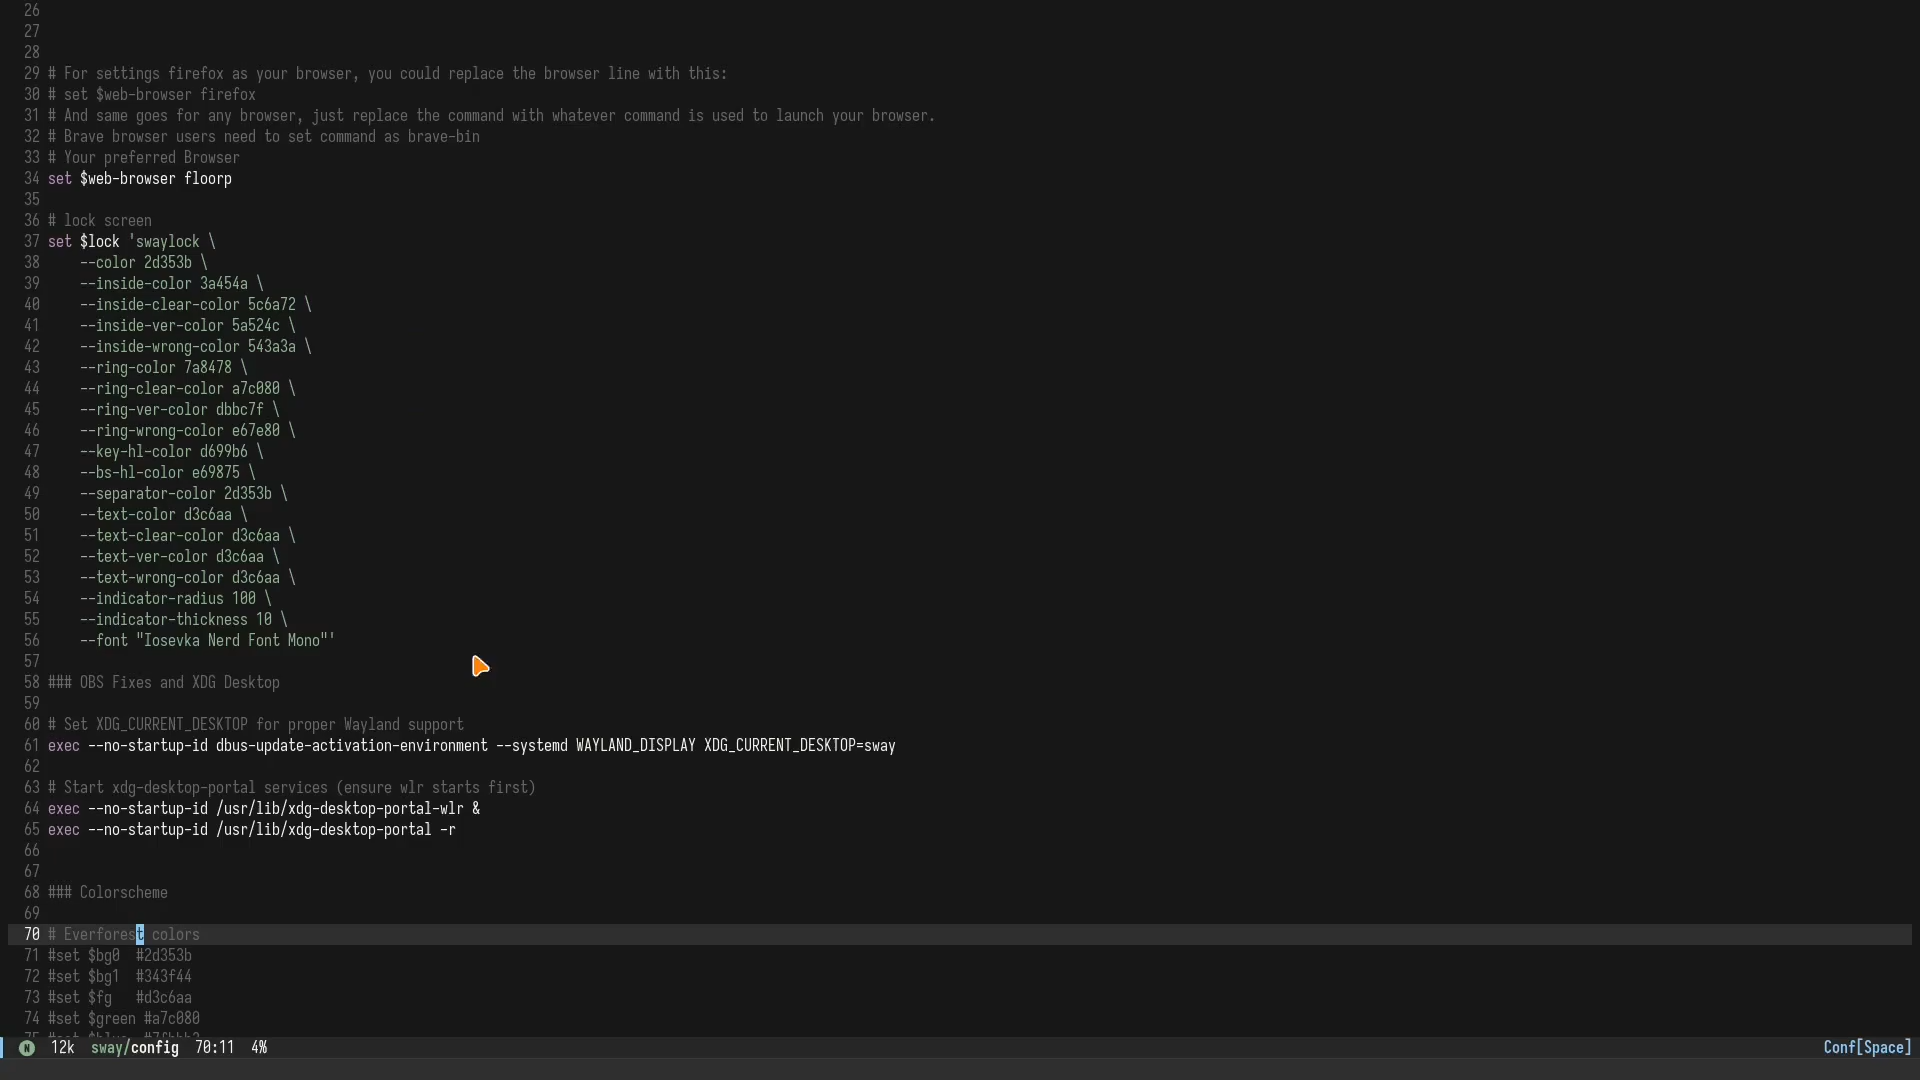 26
27
28
29 # For settings firefox as your browser, you could replace the browser line with this:
30 # set $web-browser firefox
31 # And same goes for any browser, just replace the command with whatever command is used to launch your browser.
32 # Brave browser users need to set command as brave-bin
33 # Your preferred Browser
34 set $web-browser floorp
35
36 # lock screen
37 set $lock 'swaylock \
38     --color 2d353b \
39     --inside-color 3a454a \
40     --inside-clear-color 5c6a72 \
41     --inside-ver-color 5a524c \
42     --inside-wrong-color 543a3a \
43     --ring-color 7a8478 \
44     --ring-clear-color a7c080 \
45     --ring-ver-color dbbc7f \
46     --ring-wrong-color e67e80 \
47     --key-hl-color d699b6 \
48     --bs-hl-color e69875 \
49     --separator-color 2d353b \
50     --text-color d3c6aa \
51     --text-clear-color d3c6aa \
52     --text-ver-color d3c6aa \
53     --text-wrong-color d3c6aa \
54     --indicator-radius 100 \
55     --indicator-thickness 10 \
56     --font "Iosevka Nerd Font Mono"'
57
58 ### OBS Fixes and XDG Desktop
59
60 # Set XDG_CURRENT_DESKTOP for proper Wayland support
61 exec --no-startup-id dbus-update-activation-environment --systemd WAYLAND_DISPLAY XDG_CURRENT_DESKTOP=sway
62
63 # Start xdg-desktop-portal services (ensure wlr starts first)
64 exec --no-startup-id /usr/lib/xdg-desktop-portal-wlr &
65 exec --no-startup-id /usr/lib/xdg-desktop-portal -r
66
67
68 ### Colorscheme
69
70 # Everforest colors
71 #set $bg0  #2d353b
72 #set $bg1  #343f44
73 #set $fg   #d3c6aa
74 #set $green #a7c080
N 12k sway/config 70:11 4% Conf[Space]